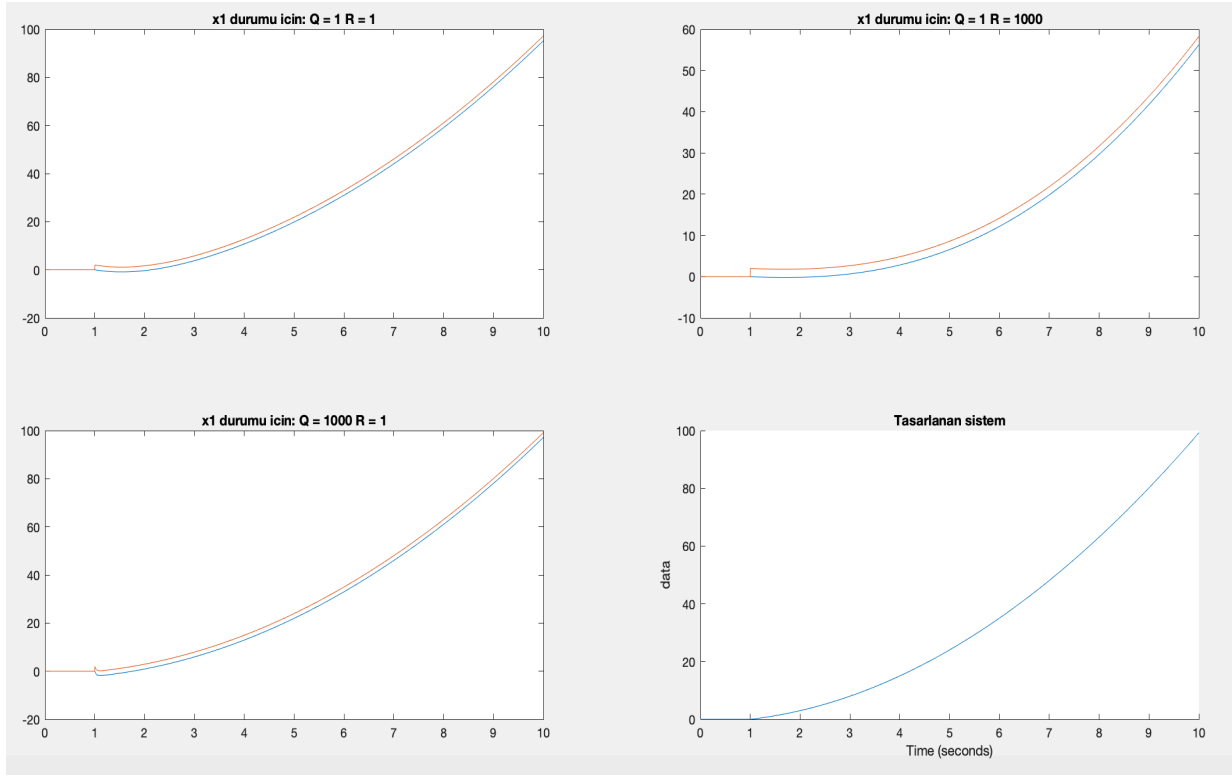 x1 durumu icin: Q = 1 R = 1
100
80
60
40
20
0
-20
0 1 2 3 4 5 6 7 8 9 10
x1 durumu icin: Q = 1 R = 1000
60
50
40
30
20
10
0
-10
0 1 2 3 4 5 6 7 8 9 10
x1 durumu icin: Q = 1000 R = 1
100
80
60
40
20
0
-20
0 1 2 3 4 5 6 7 8 9 10
Tasarlanan sistem
100
80
60
40
20
0
data
0 1 2 3 4 5 6 7 8 9 10
Time (seconds)